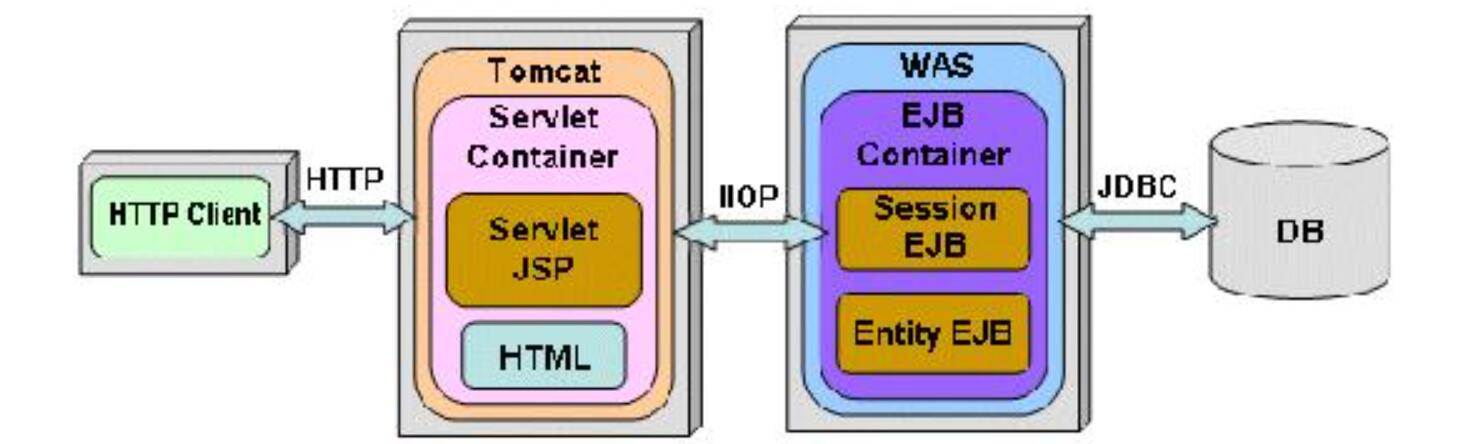 HTTP Client
HTTP
Tomcat
Servlet
Container
Servlet
JSP
HTML
IIOP
WAS
EJB
Container
Session
EJB
Entity EJB
JDBC
DB